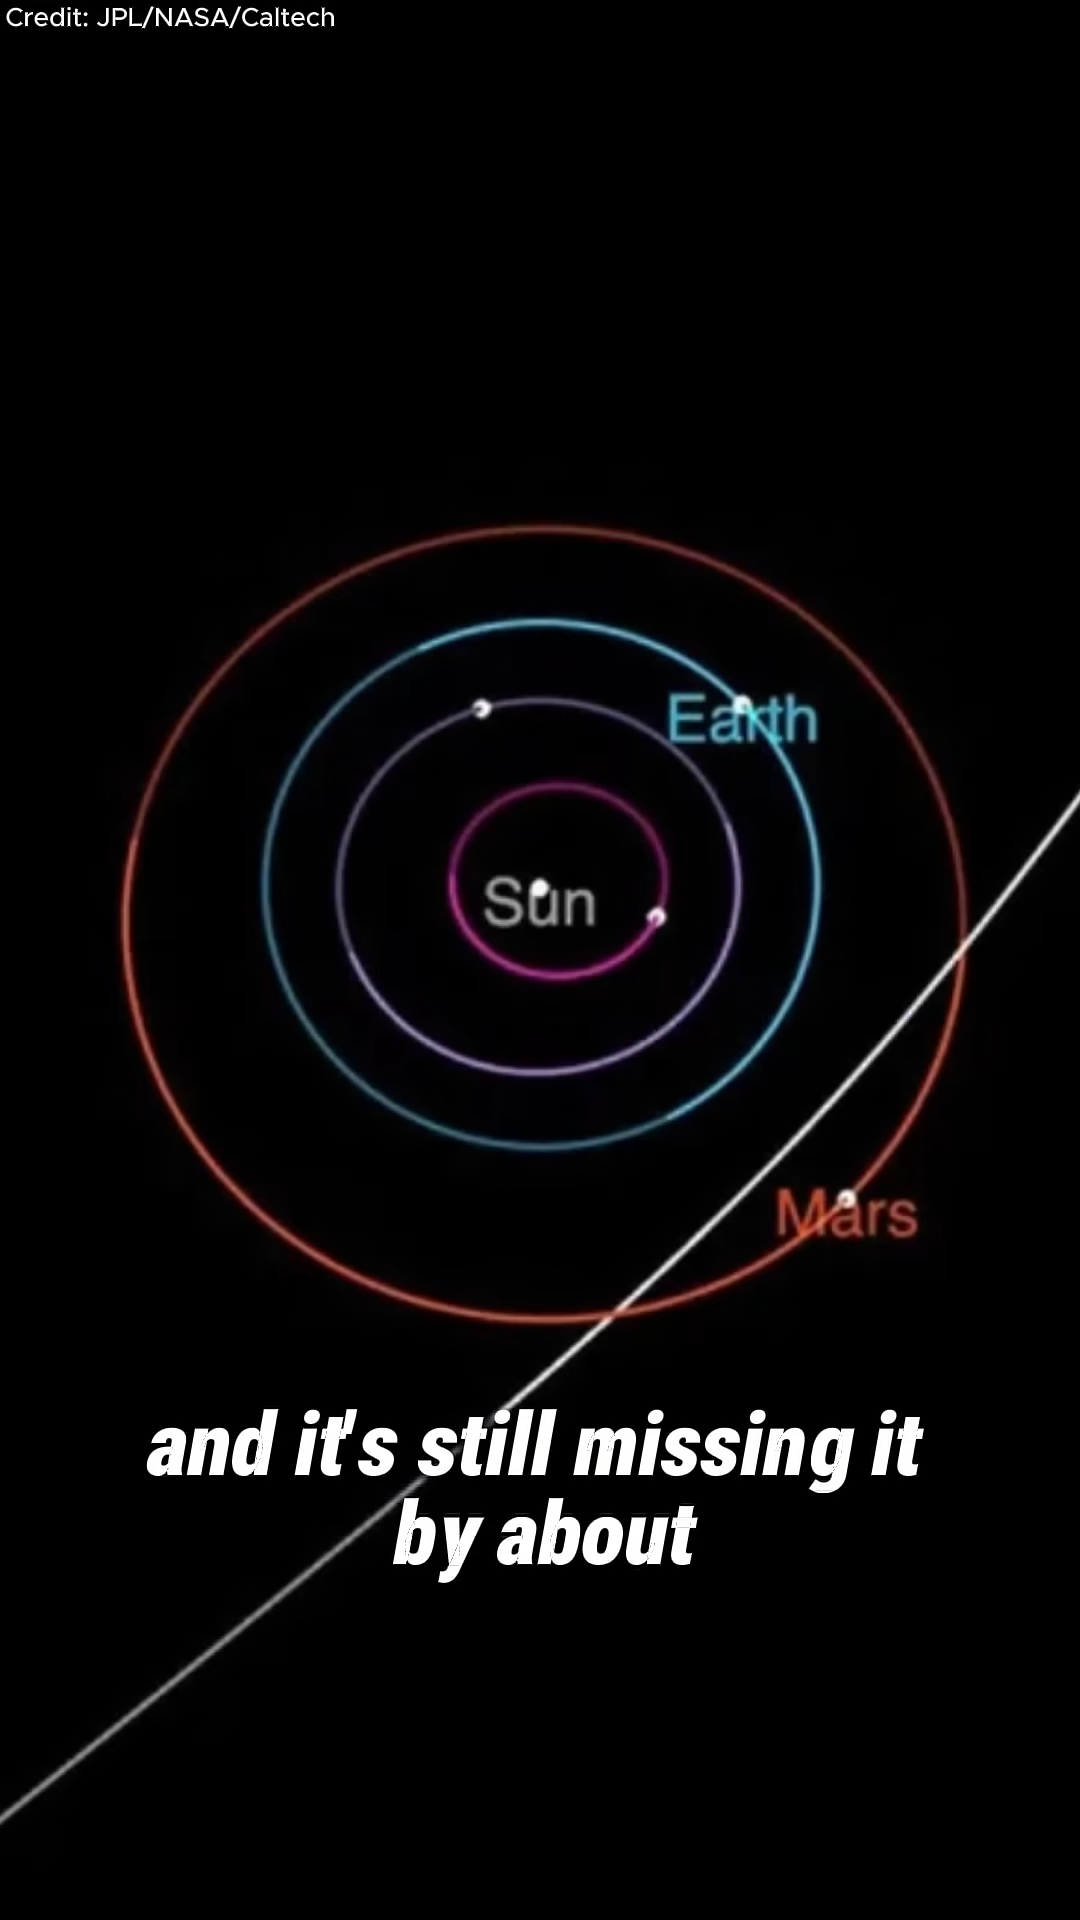 Credit: JPL/NASA/Caltech
Earth
Sun
Mars
and it's still missing it
by about